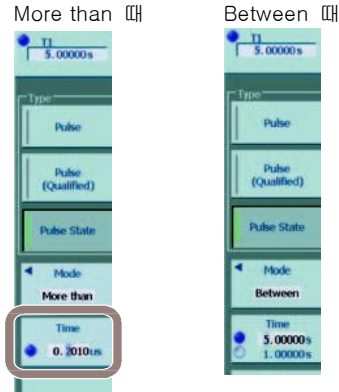 More than 때
T1
5.00000s
Type
Pulse
Pulse
(Qualified)
Pulse State
Mode
More than
Time
0.2010us
Between 때
T1
5.00000s
Type
Pulse
Pulse
(Qualified)
Pulse State
Mode
Between
Time
5.00000s
1.00000s